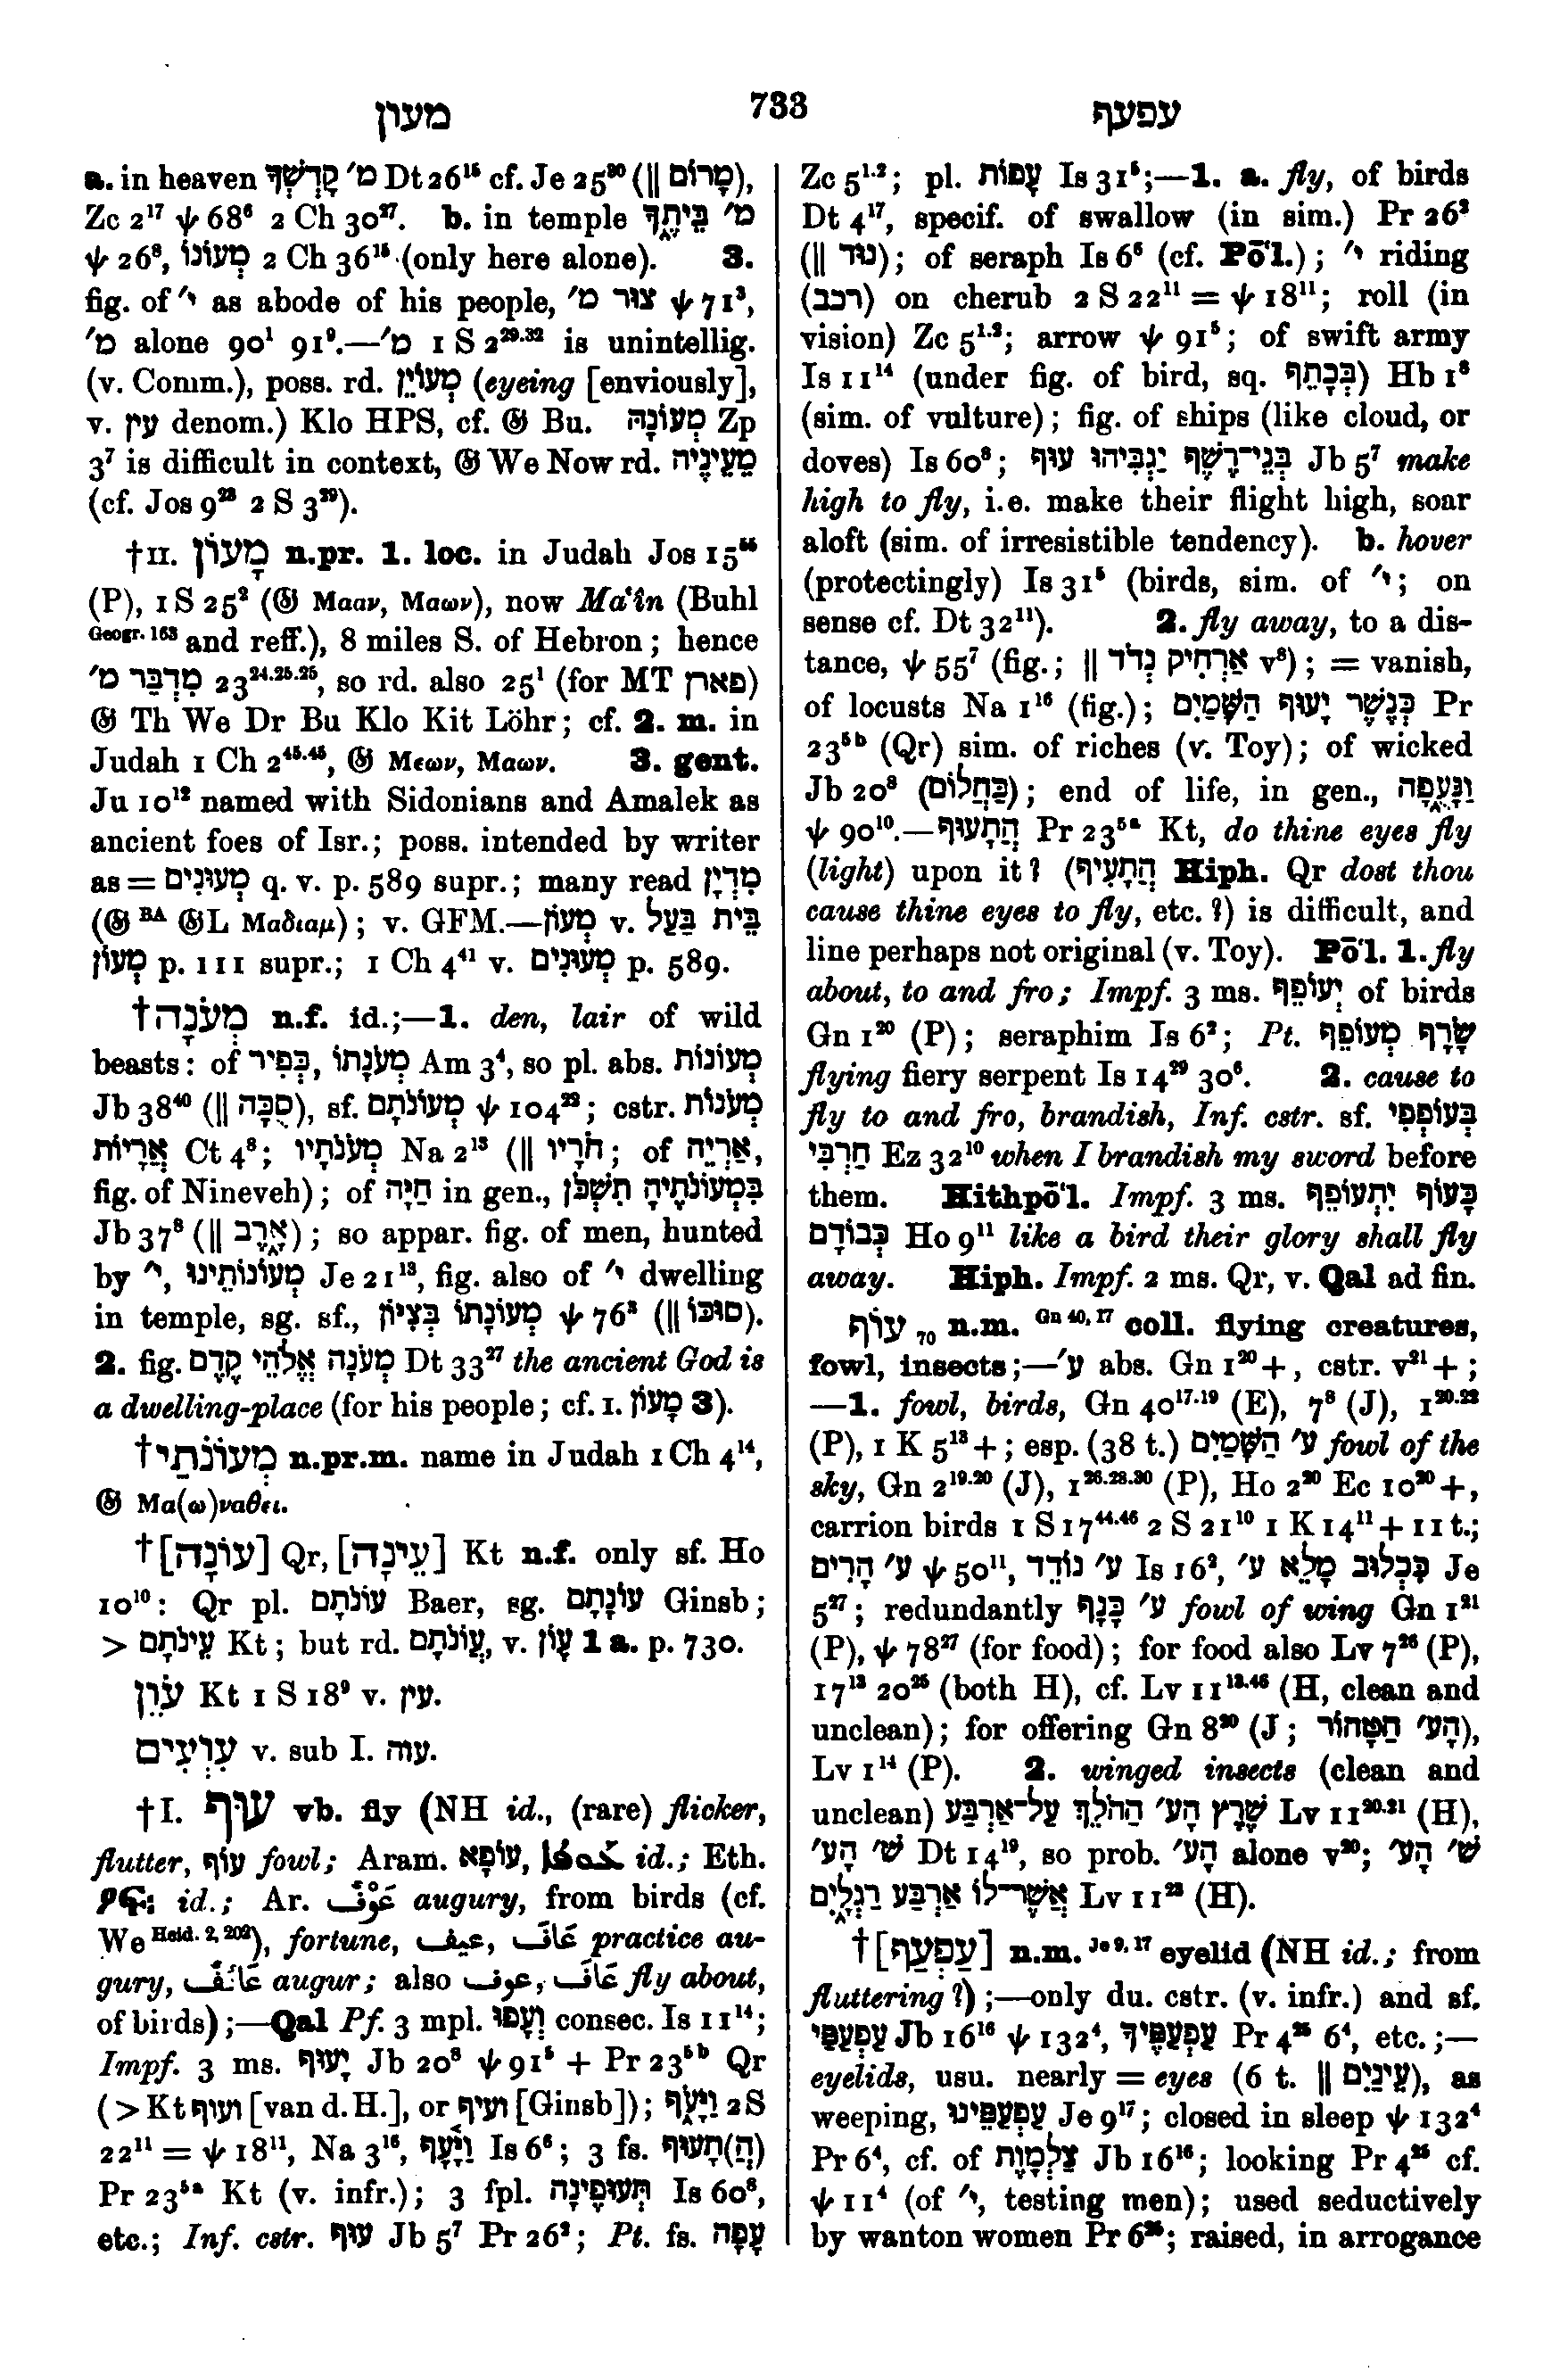 מעון
733
עפעף
a. in heaven מ׳ קָדְשְׁךָ Dt 26¹⁵ cf. Je 25³⁰ (‖ מָרוֹם),
Zc 2¹⁷ ψ 68⁶ 2 Ch 30²⁷. b. in temple מ׳ בֵּיתֶ֑ךָ
ψ 26⁸, מְעוֹנוֹ 2 Ch 36¹⁵ (only here alone). 3.
fig. of י׳ as abode of his people, צוּר מ׳ ψ 71³,
מ׳ alone 90¹ 91⁹.—מ׳ 1 S 2²⁹·³² is unintellig.
(v. Comm.), poss. rd. מְעוֹיֵן (eyeing [enviously],
v. עין denom.) Klo HPS, cf. 𝔊 Bu. מְעוֹנָהּ Zp
3⁷ is difficult in context, 𝔊 We Now rd. מֵעֵינֶיהָ
(cf. Jos 9²³ 2 S 3²⁹).
†II. מָעוֹן n.pr. 1. loc. in Judah Jos 15⁵⁵
(P), 1 S 25² (𝔊 Μααν, Μαων), now Maʿîn (Buhl
Geogr. 163 and reff.), 8 miles S. of Hebron; hence
מִדְבַּר מ׳ 23²⁴·²⁵·²⁵, so rd. also 25¹ (for MT פארן)
𝔊 Th We Dr Bu Klo Kit Löhr; cf. 2. m. in
Judah 1 Ch 2⁴⁵·⁴⁵, 𝔊 Μεων, Μαων. 3. gent.
Ju 10¹² named with Sidonians and Amalek as
ancient foes of Isr.; poss. intended by writer
as = מְעוּנִים q. v. p. 589 supr.; many read מִדְיָן
(𝔊 BA 𝔊L Μαδιαμ); v. GFM.—מְעוֹן v. בֵּית בַּעַל
מְעוֹן p. 111 supr.; 1 Ch 4⁴¹ v. מְעוּנִים p. 589.
†מְעֹנָה n.f. id.;—1. den, lair of wild
beasts: of כְּפִיר, מְעֹנָתוֹ Am 3⁴, so pl. abs. מְעוֹנוֹת
Jb 38⁴⁰ (‖ סֻכָּה), sf. מְעוֹנֹתָם ψ 104²²; cstr. מְעֹנוֹת
אֲרָיוֹת Ct 4⁸; מְעֹנֹתָיו Na 2¹³ (‖ חֹרָיו; of אַרְיֵה,
fig. of Nineveh); of חַיָּה in gen., בִּמְעוֹנֹתֶיהָ תִשְׁכֹּן
Jb 37⁸ (‖ אָ֑רֶב); so appar. fig. of men, hunted
by י׳, מְעוֹנוֹתֵינוּ Je 21¹³, fig. also of י׳ dwelling
in temple, sg. sf., מְעוֹנָתוֹ בְּצִיּוֹן ψ 76³ (‖ סוּכּוֹ).
2. fig. מְעֹנָה אֱלֹהֵי קֶדֶם Dt 33²⁷ the ancient God is
a dwelling-place (for his people; cf. I. מָעוֹן 3).
†מְעוֹנֹתַי n.pr.m. name in Judah 1 Ch 4¹⁴,
𝔊 Μα(ω)ναθει.
†[עוֹנָה] Qr, [עֵינָה] Kt n.f. only sf. Ho
10¹⁰: Qr pl. עוֹנֹתָם Baer, sg. עוֹנָתָם Ginsb;
> עֵינֹתָם Kt; but rd. עֲוֹנֹתָם, v. עָוֹן 1 a. p. 730.
עֹוֵן Kt 1 S 18⁹ v. עין.
עִוְעִים v. sub I. עוה.
†I. עוּף vb. fly (NH id., (rare) flicker,
flutter, עוֹף fowl; Aram. עוֹפָא, ܥܰܘܦܳܐ id.; Eth.
ዖፍ፡ id.; Ar. عَوْفٌ augury, from birds (cf.
We Heid. 2, 202), fortune, عيف, عَافَ practice au-
gury, عَائِفٌ augur; also عوف, عَافَ fly about,
of birds);—Qal Pf. 3 mpl. וְעָפוּ consec. Is 11¹⁴;
Impf. 3 ms. יָעוּף Jb 20⁸ ψ 91⁵ + Pr 23⁵ᵇ Qr
(> Kt ועוף [van d. H.], or ועיף [Ginsb]); וַיָּעֹף 2 S
22¹¹ = ψ 18¹¹, Na 3¹⁶, וַיָּעָף Is 6⁶; 3 fs. (הֲ)תָעוּף
Pr 23⁵ᵃ Kt (v. infr.); 3 fpl. תְּעוּפֶינָה Is 60⁸,
etc.; Inf. cstr. עוּף Jb 5⁷ Pr 26²; Pt. fs. עָפָה
Zc 5¹·²; pl. עָפוֹת Is 31⁵;—1. a. fly, of birds
Dt 4¹⁷, specif. of swallow (in sim.) Pr 26²
(‖ נוּד); of seraph Is 6⁶ (cf. Pōʿl.); י׳ riding
(רכב) on cherub 2 S 22¹¹ = ψ 18¹¹; roll (in
vision) Zc 5¹·²; arrow ψ 91⁵; of swift army
Is 11¹⁴ (under fig. of bird, sq. בְּכָתֵף) Hb 1⁸
(sim. of vulture); fig. of ships (like cloud, or
doves) Is 60⁸; בְּנֵי־רֶשֶׁף יַגְבִּיהוּ עוּף Jb 5⁷ make
high to fly, i.e. make their flight high, soar
aloft (sim. of irresistible tendency). b. hover
(protectingly) Is 31⁵ (birds, sim. of י׳; on
sense cf. Dt 32¹¹). 2. fly away, to a dis-
tance, ψ 55⁷ (fig.; ‖ אַרְחִיק נְדֹד v⁸); = vanish,
of locusts Na 1¹⁶ (fig.); כְּנֶשֶׁר יָעוּף הַשָּׁמַיִם Pr
23⁵ᵇ (Qr) sim. of riches (v. Toy); of wicked
Jb 20⁸ (כַּחֲלוֹם); end of life, in gen., וַנָּעֻ֑פָה
ψ 90¹⁰.—הֲתָעוּף Pr 23⁵ᵃ Kt, do thine eyes fly
(light) upon it? (הֲתָעִיף Hiph. Qr dost thou
cause thine eyes to fly, etc.?) is difficult, and
line perhaps not original (v. Toy). Pōʿl. 1. fly
about, to and fro; Impf. 3 ms. יְעוֹפֵף of birds
Gn 1²⁰ (P); seraphim Is 6²; Pt. שָׂרָף מְעוֹפֵף
flying fiery serpent Is 14²⁹ 30⁶. 2. cause to
fly to and fro, brandish, Inf. cstr. sf. בְּעוֹפְפִי
חַרְבִּי Ez 32¹⁰ when I brandish my sword before
them. Hithpōʿl. Impf. 3 ms. כָּעוֹף יִתְעוֹפֵף
כְּבוֹדָם Ho 9¹¹ like a bird their glory shall fly
away. Hiph. Impf. 2 ms. Qr, v. Qal ad fin.
עוֹף ₇₀ n.m. Gn 40, 17 coll. flying creatures,
fowl, insects;—ע׳ abs. Gn 1²⁰ +, cstr. v²¹ + ;
—1. fowl, birds, Gn 40¹⁷·¹⁹ (E), 7⁸ (J), 1²⁰·²²
(P), 1 K 5¹³ + ; esp. (38 t.) ע׳ הַשָּׁמַיִם fowl of the
sky, Gn 2¹⁹·²⁰ (J), 1²⁶·²⁸·³⁰ (P), Ho 2²⁰ Ec 10²⁰ +,
carrion birds 1 S 17⁴⁴·⁴⁶ 2 S 21¹⁰ 1 K 14¹¹ + 11 t.;
ע׳ הָרִים ψ 50¹¹, ע׳ נוֹדֵד Is 16², כִּכְלוּב מָלֵא ע׳ Je
5²⁷; redundantly ע׳ כָּנָף fowl of wing Gn 1²¹
(P), ψ 78²⁷ (for food); for food also Lv 7²⁶ (P),
17¹³ 20²⁵ (both H), cf. Lv 11¹³·⁴⁶ (H, clean and
unclean); for offering Gn 8²⁰ (J; הָע׳ הַטָּהוֹר),
Lv 1¹⁴ (P). 2. winged insects (clean and
unclean) שֶׁרֶץ הָע׳ הַהֹלֵךְ עַל־אַרְבַּע Lv 11²⁰·²¹ (H),
שׁ׳ הָע׳ Dt 14¹⁹, so prob. הָע׳ alone v²⁰; שׁ׳ הָע׳
אֲשֶׁר־לוֹ אַרְבַּע רַגְלָ֑יִם Lv 11²³ (H).
†[עַפְעַף] n.m. Je 9, 17 eyelid (NH id.; from
fluttering?);—only du. cstr. (v. infr.) and sf.
עַפְעַפַּי Jb 16¹⁶ ψ 132⁴, עַפְעַפֶּיךָ Pr 4²⁵ 6⁴, etc.;—
eyelids, usu. nearly = eyes (6 t. ‖ עֵינַיִם), as
weeping, עַפְעַפֵּינוּ Je 9¹⁷; closed in sleep ψ 132⁴
Pr 6⁴, cf. of צַלְמָוֶת Jb 16¹⁶; looking Pr 4²⁵ cf.
ψ 11⁴ (of י׳, testing men); used seductively
by wanton women Pr 6²⁵; raised, in arrogance